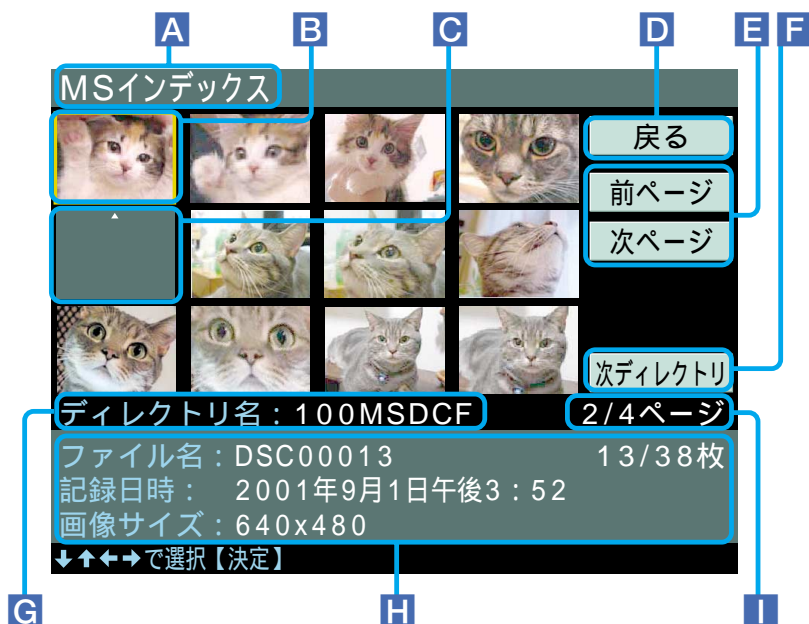 A B C D E F
MSインデックス
戻る
前ページ
次ページ
次ディレクトリ
ディレクトリ名：100MSDCF 2/4ページ
ファイル名：DSC00013 13/38枚
記録日時： 2001年9月1日午後3：52
画像サイズ：640x480
↓↑←→で選択【決定】
G H I